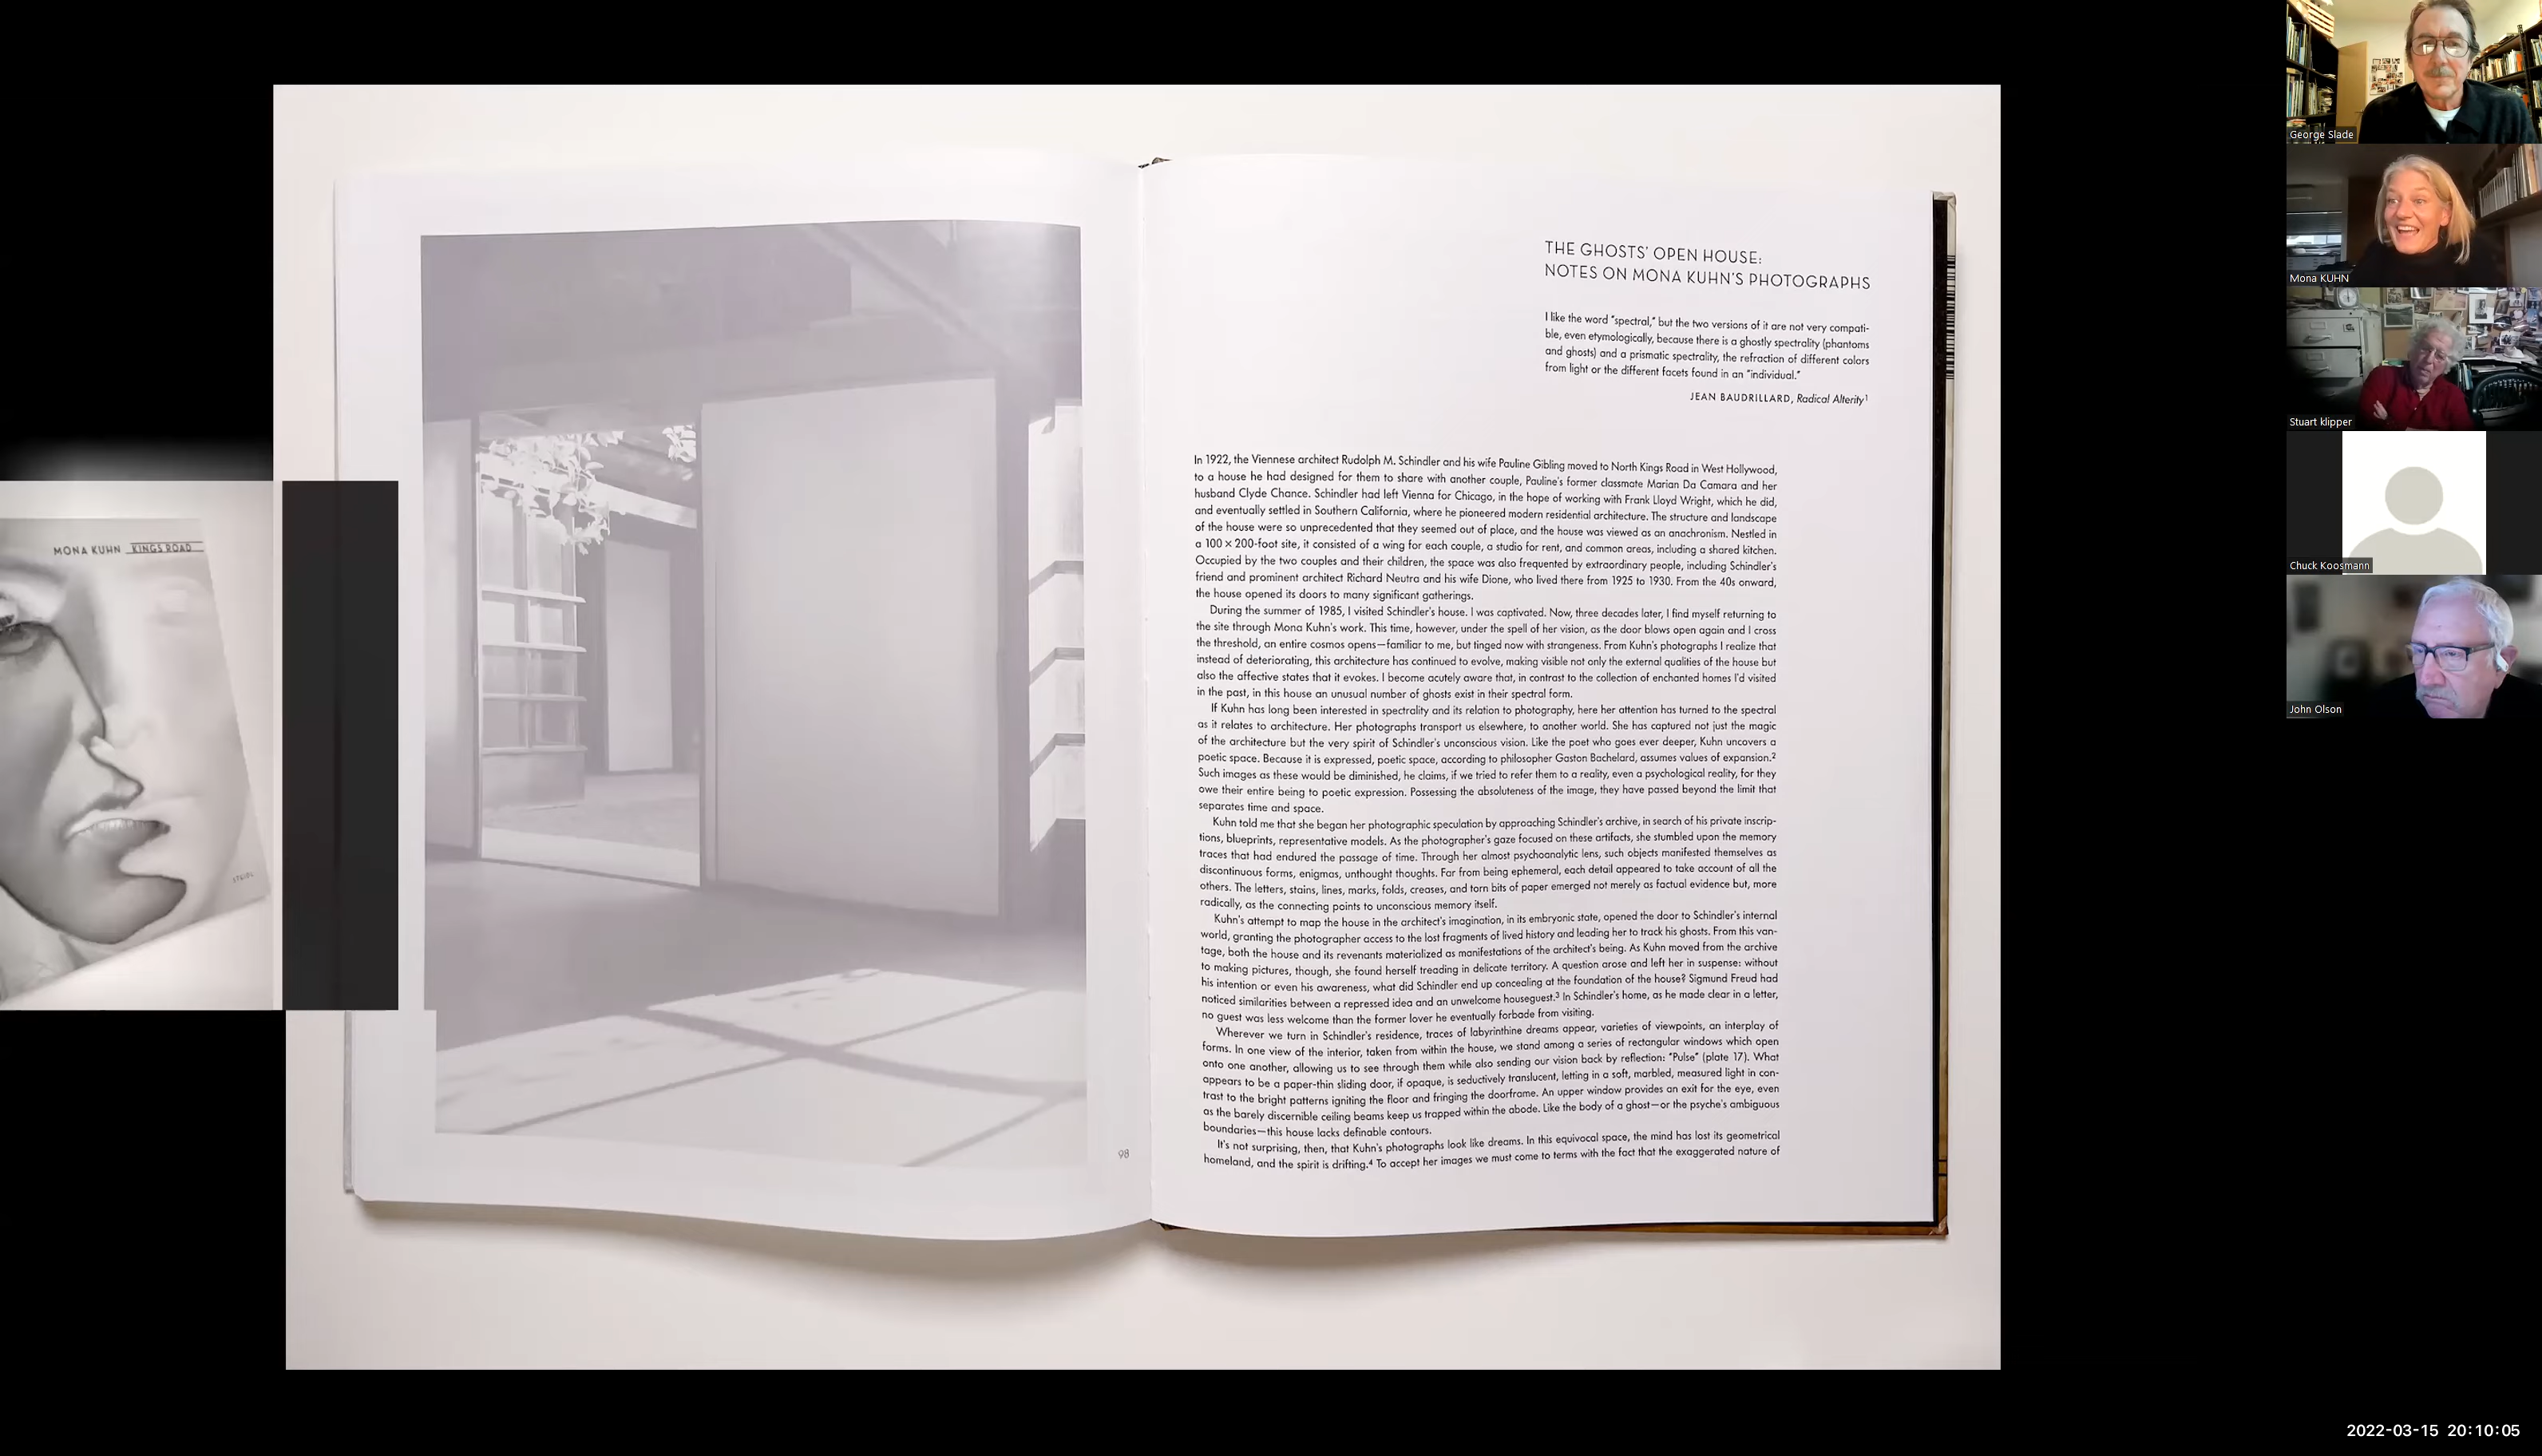 MONA KUHN KINGS ROAD
STEIDL
98
THE GHOSTS' OPEN HOUSE:
NOTES ON MONA KUHN'S PHOTOGRAPHS
I like the word "spectral," but the two versions of it are not very compati-
ble, even etymologically, because there is a ghostly spectrality (phantoms
and ghosts) and a prismatic spectrality, the refraction of different colors
from light or the different facets found in an "individual."
JEAN BAUDRILLARD, Radical Alterity¹
In 1922, the Viennese architect Rudolph M. Schindler and his wife Pauline Gibling moved to North Kings Road in West Hollywood,
to a house he had designed for them to share with another couple, Pauline's former classmate Marian Da Camara and her
husband Clyde Chance. Schindler had left Vienna for Chicago, in the hope of working with Frank Lloyd Wright, which he did,
and eventually settled in Southern California, where he pioneered modern residential architecture. The structure and landscape
of the house were so unprecedented that they seemed out of place, and the house was viewed as an anachronism. Nestled in
a 100 × 200-foot site, it consisted of a wing for each couple, a studio for rent, and common areas, including a shared kitchen.
Occupied by the two couples and their children, the space was also frequented by extraordinary people, including Schindler's
friend and prominent architect Richard Neutra and his wife Dione, who lived there from 1925 to 1930. From the 40s onward,
the house opened its doors to many significant gatherings.
During the summer of 1985, I visited Schindler's house. I was captivated. Now, three decades later, I find myself returning to
the site through Mona Kuhn's work. This time, however, under the spell of her vision, as the door blows open again and I cross
the threshold, an entire cosmos opens—familiar to me, but tinged now with strangeness. From Kuhn's photographs I realize that
instead of deteriorating, this architecture has continued to evolve, making visible not only the external qualities of the house but
also the affective states that it evokes. I become acutely aware that, in contrast to the collection of enchanted homes I'd visited
in the past, in this house an unusual number of ghosts exist in their spectral form.
If Kuhn has long been interested in spectrality and its relation to photography, here her attention has turned to the spectral
as it relates to architecture. Her photographs transport us elsewhere, to another world. She has captured not just the magic
of the architecture but the very spirit of Schindler's unconscious vision. Like the poet who goes ever deeper, Kuhn uncovers a
poetic space. Because it is expressed, poetic space, according to philosopher Gaston Bachelard, assumes values of expansion.²
Such images as these would be diminished, he claims, if we tried to refer them to a reality, even a psychological reality, for they
owe their entire being to poetic expression. Possessing the absoluteness of the image, they have passed beyond the limit that
separates time and space.
Kuhn told me that she began her photographic speculation by approaching Schindler's archive, in search of his private inscrip-
tions, blueprints, representative models. As the photographer's gaze focused on these artifacts, she stumbled upon the memory
traces that had endured the passage of time. Through her almost psychoanalytic lens, such objects manifested themselves as
discontinuous forms, enigmas, unthought thoughts. Far from being ephemeral, each detail appeared to take account of all the
others. The letters, stains, lines, marks, folds, creases, and torn bits of paper emerged not merely as factual evidence but, more
radically, as the connecting points to unconscious memory itself.
Kuhn's attempt to map the house in the architect's imagination, in its embryonic state, opened the door to Schindler's internal
world, granting the photographer access to the lost fragments of lived history and leading her to track his ghosts. From this van-
tage, both the house and its revenants materialized as manifestations of the architect's being. As Kuhn moved from the archive
to making pictures, though, she found herself treading in delicate territory. A question arose and left her in suspense: without
his intention or even his awareness, what did Schindler end up concealing at the foundation of the house? Sigmund Freud had
noticed similarities between a repressed idea and an unwelcome houseguest.³ In Schindler's home, as he made clear in a letter,
no guest was less welcome than the former lover he eventually forbade from visiting.
Wherever we turn in Schindler's residence, traces of labyrinthine dreams appear, varieties of viewpoints, an interplay of
forms. In one view of the interior, taken from within the house, we stand among a series of rectangular windows which open
onto one another, allowing us to see through them while also sending our vision back by reflection: "Pulse" (plate 17). What
appears to be a paper-thin sliding door, if opaque, is seductively translucent, letting in a soft, marbled, measured light in con-
trast to the bright patterns igniting the floor and fringing the doorframe. An upper window provides an exit for the eye, even
as the barely discernible ceiling beams keep us trapped within the abode. Like the body of a ghost—or the psyche's ambiguous
boundaries—this house lacks definable contours.
It's not surprising, then, that Kuhn's photographs look like dreams. In this equivocal space, the mind has lost its geometrical
homeland, and the spirit is drifting.⁴ To accept her images we must come to terms with the fact that the exaggerated nature of
George Slade
Mona KUHN
Stuart klipper
Chuck Koosmann
John Olson
2022-03-15 20:10:05